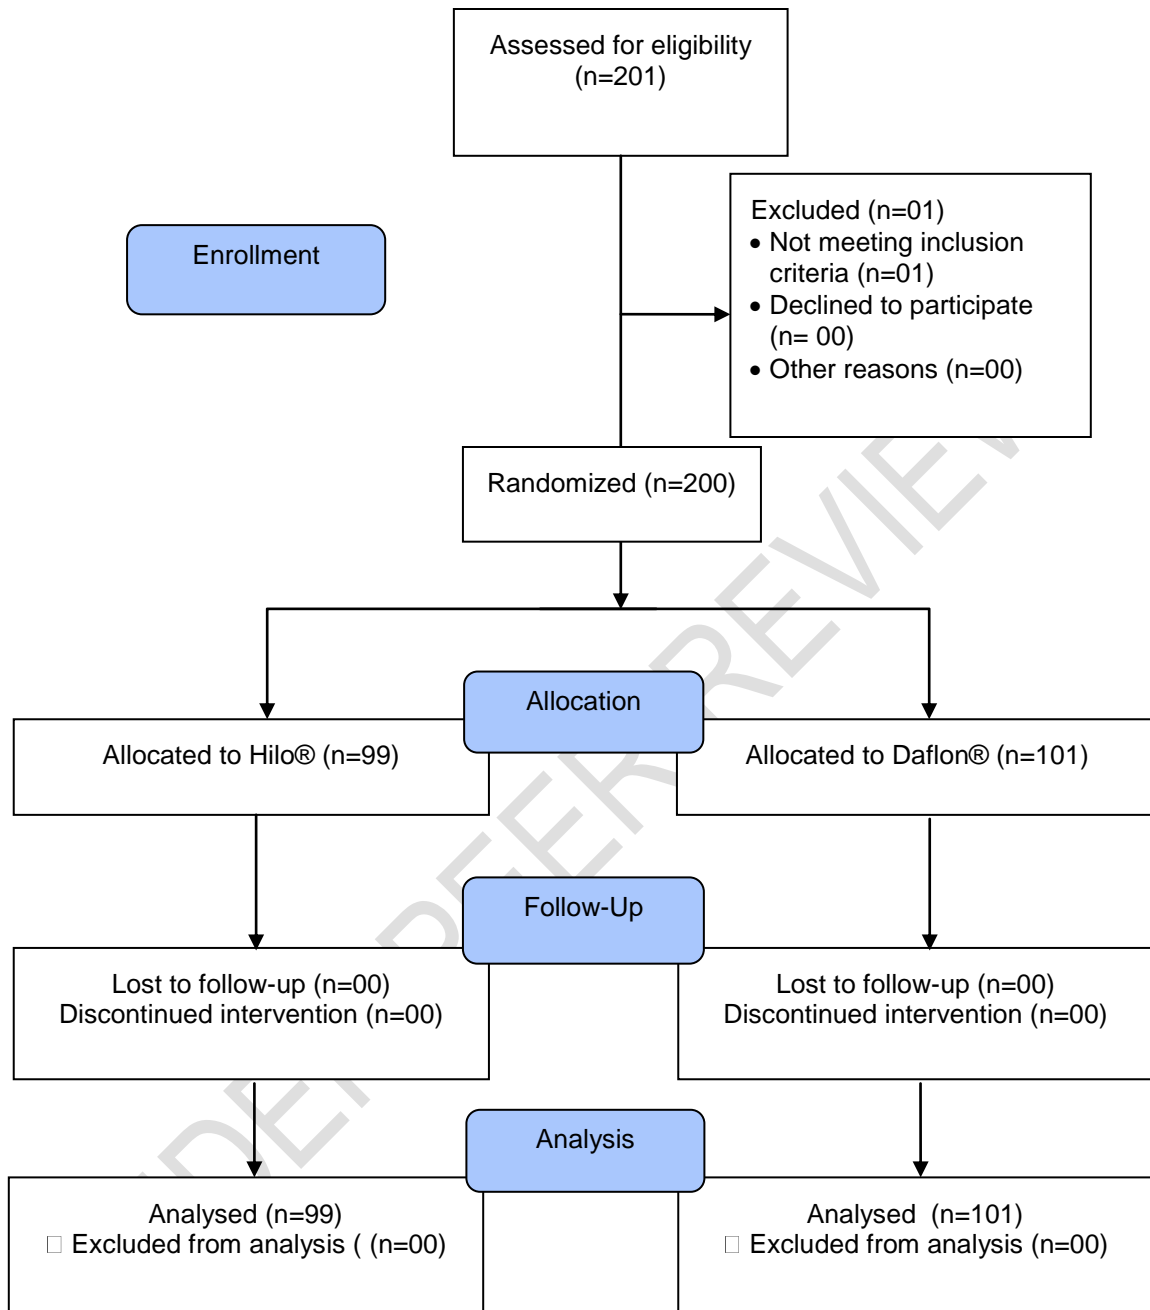 Assessed for eligibility
(n=201)
Excluded (n=01)
• Not meeting inclusion
criteria (n=01)
• Declined to participate
(n= 00)
• Other reasons (n=00)
Enrollment
Randomized (n=200)
Allocation
Allocated to Hilo® (n=99)
Allocated to Daflon® (n=101)
Follow-Up
Lost to follow-up (n=00)
Discontinued intervention (n=00)
Lost to follow-up (n=00)
Discontinued intervention (n=00)
Analysis
Analysed (n=99)
□ Excluded from analysis ( (n=00)
Analysed  (n=101)
□ Excluded from analysis (n=00)
PEER REVIEW